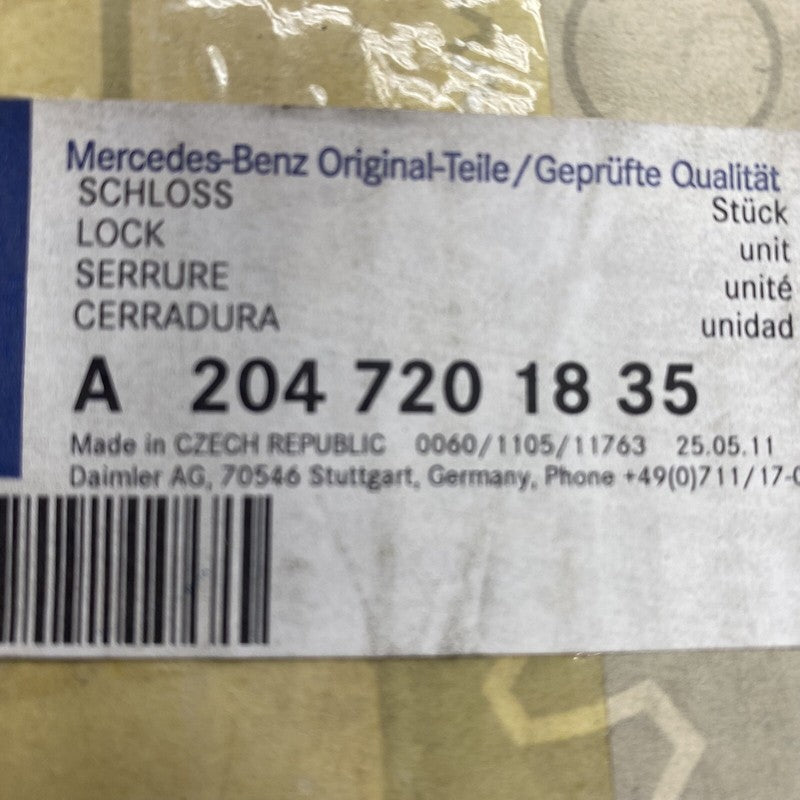 Mercedes-Benz Original-Teile/Geprüfte Qualität
SCHLOSS Stück
LOCK unit
SERRURE unité
CERRADURA unidad
A 204 720 18 35
Made in CZECH REPUBLIC 0060/1105/11763 25.05.11
Daimler AG, 70546 Stuttgart, Germany, Phone +49(0)711/17-0